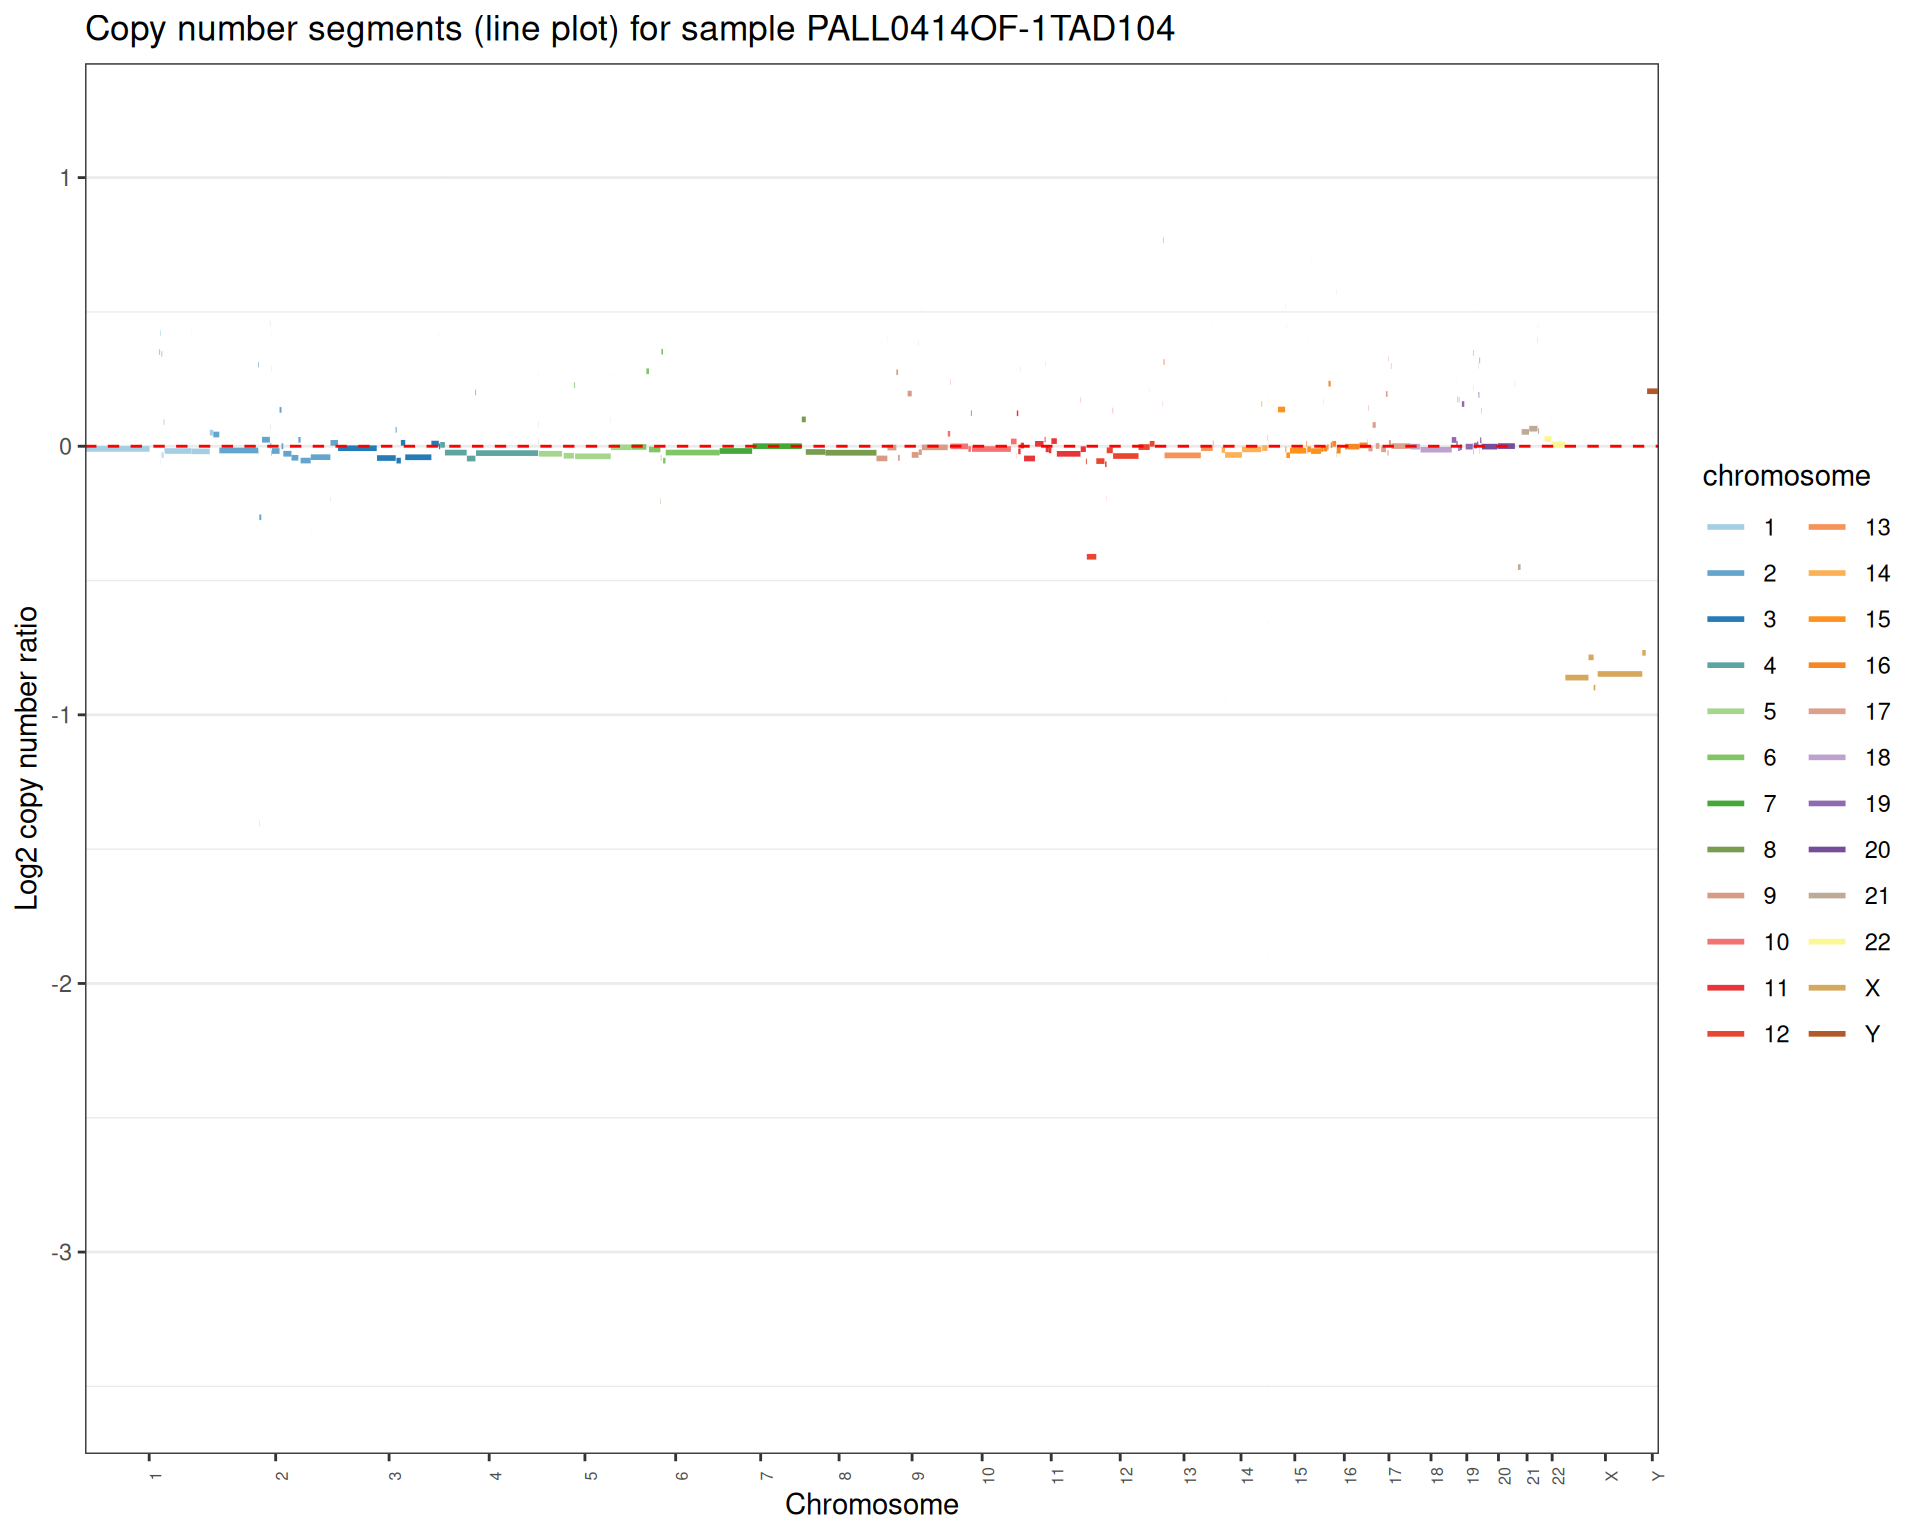 Copy number segments (line plot) for sample PALL0414OF-1TAD104
1
0
-1
-2
-3
Log2 copy number ratio
1 2 3 4 5 6 7 8 9 10 11 12 13 14 15 16 17 18 19 20 21 22 X Y
Chromosome
chromosome
1 13
2 14
3 15
4 16
5 17
6 18
7 19
8 20
9 21
10 22
11 X
12 Y